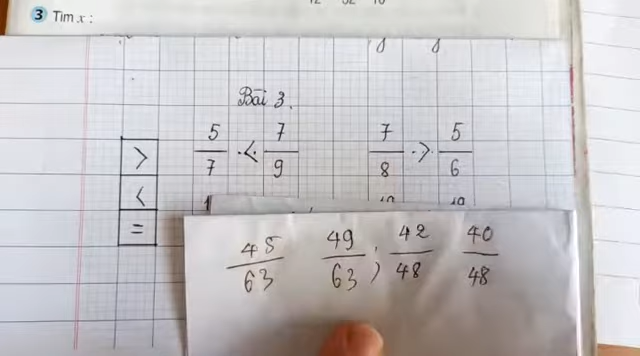 3 Tìm x :
Bài 3.
> < =
5/7 < 7/9    7/8 > 5/6
45/63  49/63 ; 42/48  40/48